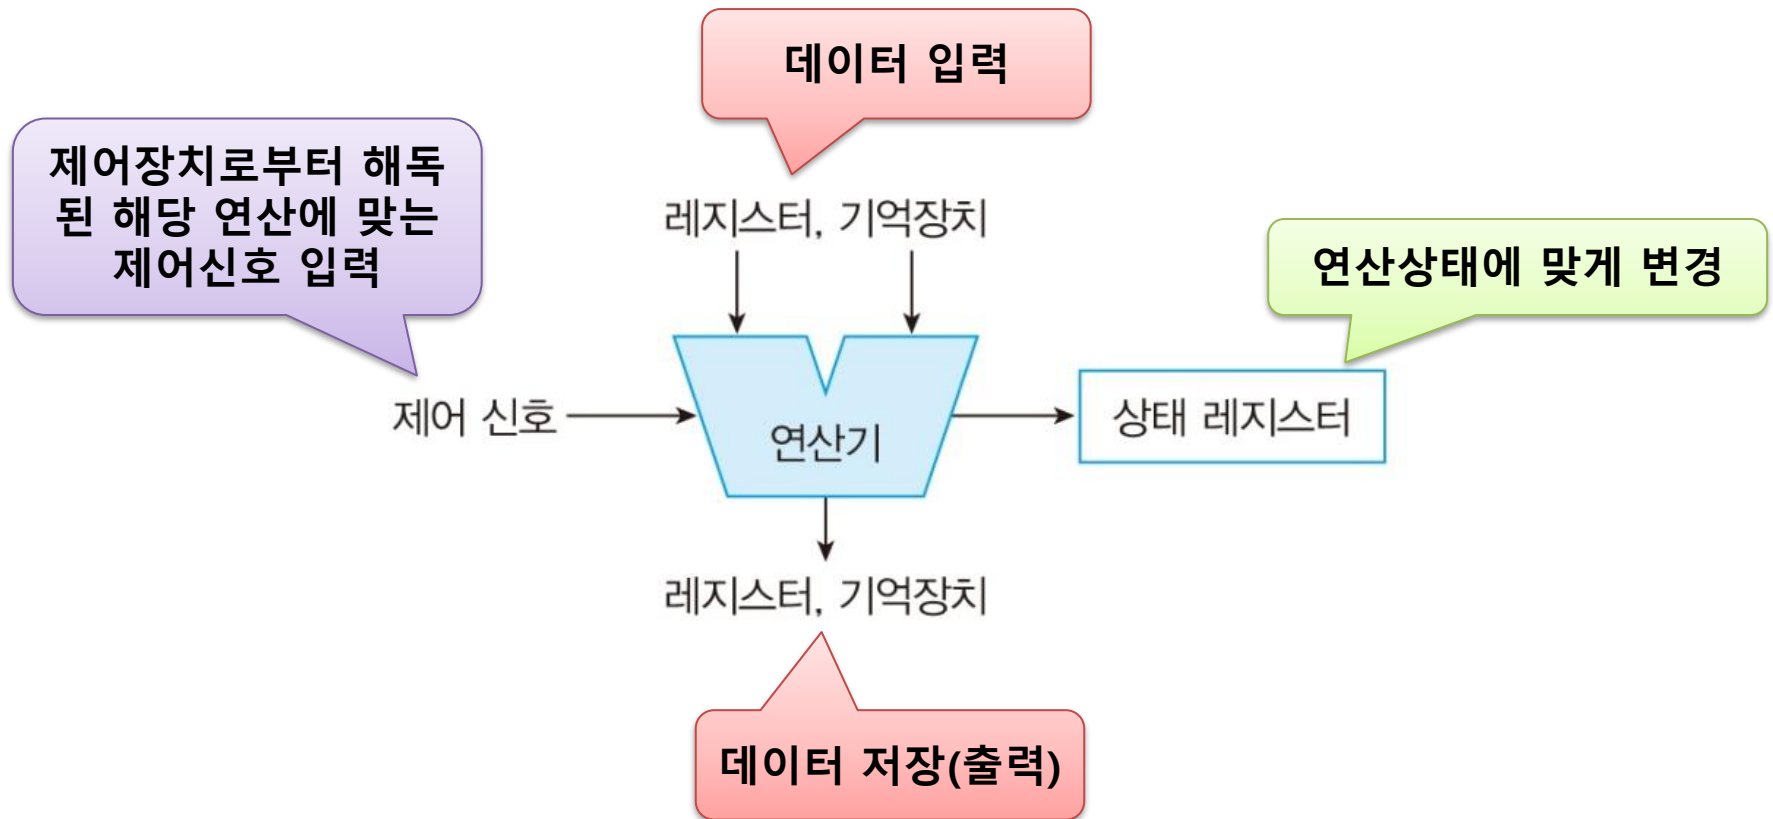 데이터 입력
제어장치로부터 해독
된 해당 연산에 맞는
제어신호 입력
레지스터, 기억장치
연산상태에 맞게 변경
제어 신호
연산기
상태 레지스터
레지스터, 기억장치
데이터 저장(출력)